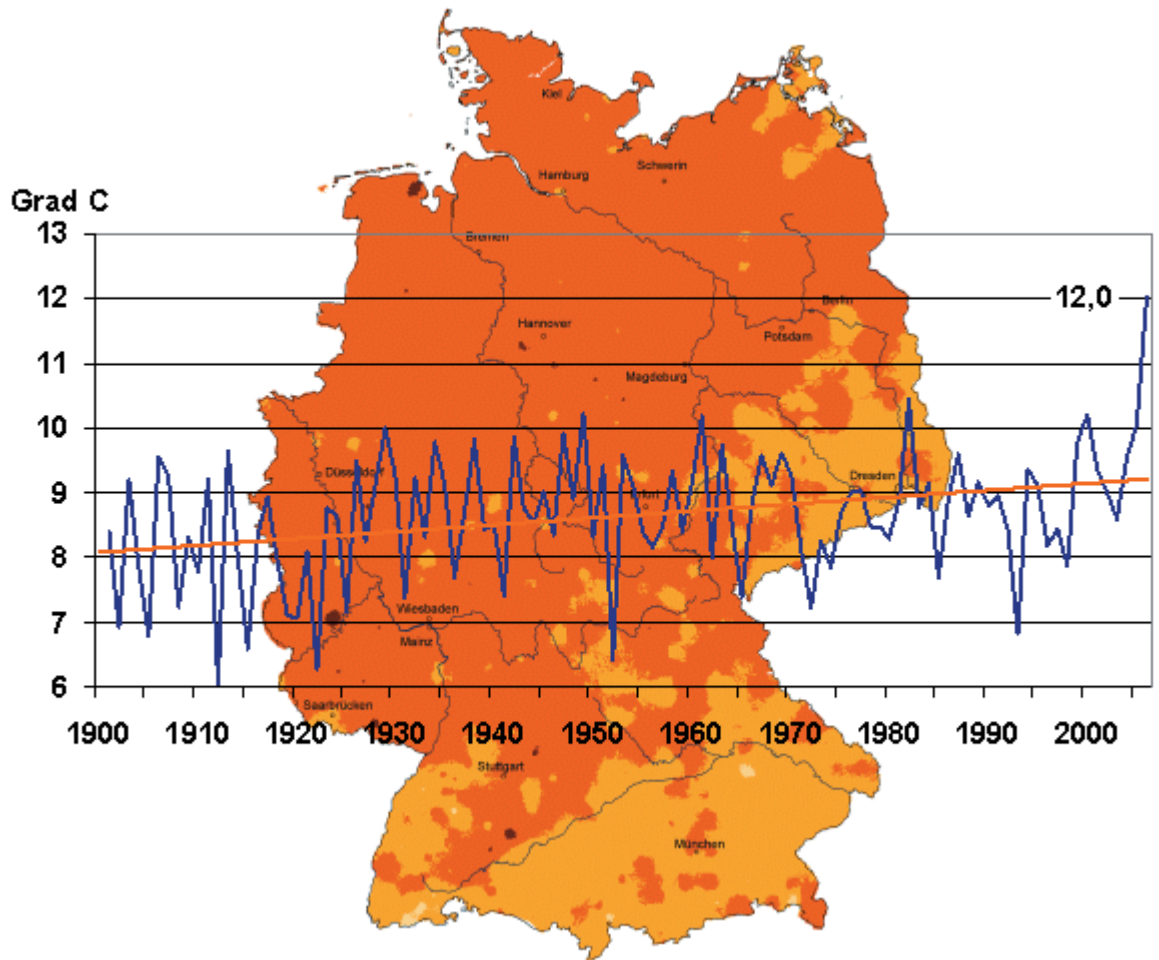 Kiel
Schwerin
Hamburg
Grad C
13
Bremen
12
12,0
Berlin
Hannover
Potsdam
11
Magdeburg
10
Düsseldorf
Dresden
9
Erfurt
8
Wiesbaden
7
Mainz
6
Saarbrücken
1900 1910 1920 1930 1940 1950 1960 1970 1980 1990 2000
Stuttgart
München